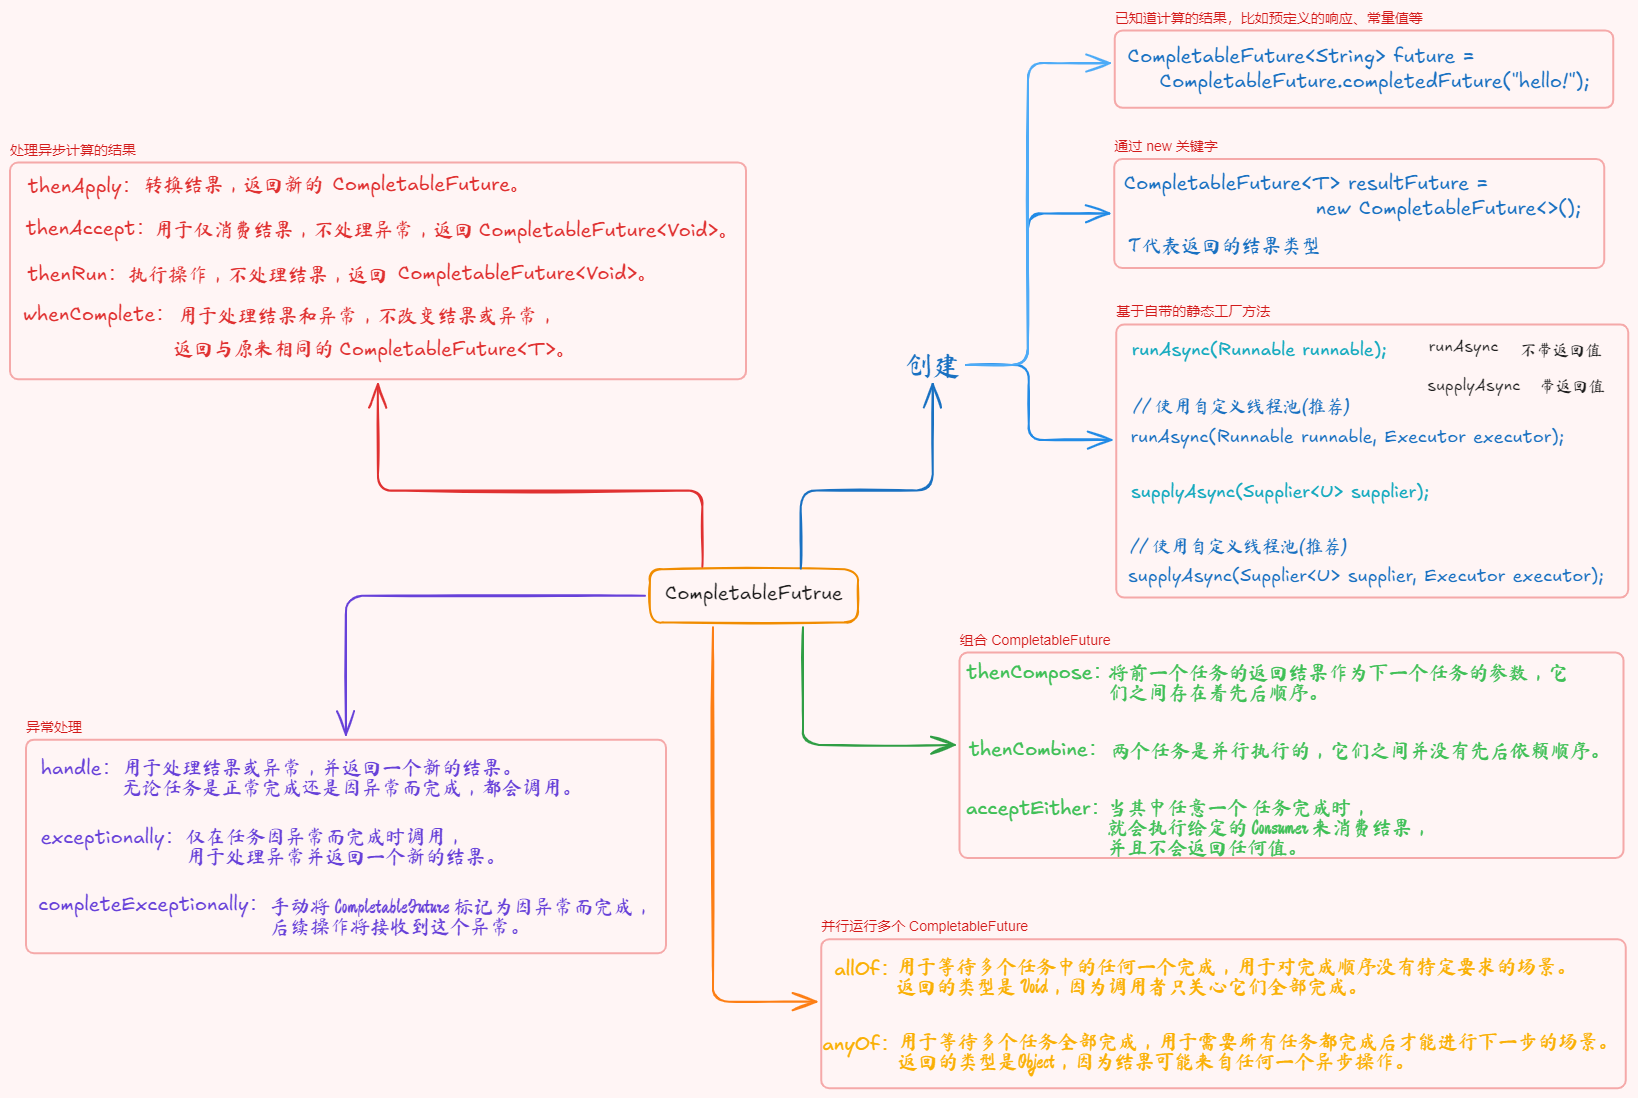 已知道计算的结果，比如预定义的响应、常量值等
CompletableFuture<String> future =
CompletableFuture.completedFuture("hello!");
通过 new 关键字
CompletableFuture<T> resultFuture =
new CompletableFuture<>();
T代表返回的结果类型
基于自带的静态工厂方法
runAsync(Runnable runnable);
runAsync 不带返回值
supplyAsync 带返回值
// 使用自定义线程池(推荐)
runAsync(Runnable runnable, Executor executor);
supplyAsync(Supplier<U> supplier);
// 使用自定义线程池(推荐)
supplyAsync(Supplier<U> supplier, Executor executor);
处理异步计算的结果
thenApply: 转换结果，返回新的 CompletableFuture。
thenAccept: 用于仅消费结果，不处理异常，返回 CompletableFuture<Void>。
thenRun: 执行操作，不处理结果，返回 CompletableFuture<Void>。
whenComplete: 用于处理结果和异常，不改变结果或异常，
返回与原来相同的 CompletableFuture<T>。
创建
CompletableFutrue
组合 CompletableFuture
thenCompose: 将前一个任务的返回结果作为下一个任务的参数，它
们之间存在着先后顺序。
thenCombine: 两个任务是并行执行的，它们之间并没有先后依赖顺序。
acceptEither: 当其中任意一个 任务完成时，
就会执行给定的 Consumer 来消费结果，
并且不会返回任何值。
异常处理
handle: 用于处理结果或异常，并返回一个新的结果。
无论任务是正常完成还是因异常而完成，都会调用。
exceptionally: 仅在任务因异常而完成时调用，
用于处理异常并返回一个新的结果。
completeExceptionally: 手动将 CompletableFuture 标记为因异常而完成，
后续操作将接收到这个异常。
并行运行多个 CompletableFuture
allOf: 用于等待多个任务中的任何一个完成，用于对完成顺序没有特定要求的场景。
返回的类型是 Void，因为调用者只关心它们全部完成。
anyOf: 用于等待多个任务全部完成，用于需要所有任务都完成后才能进行下一步的场景。
返回的类型是Object，因为结果可能来自任何一个异步操作。